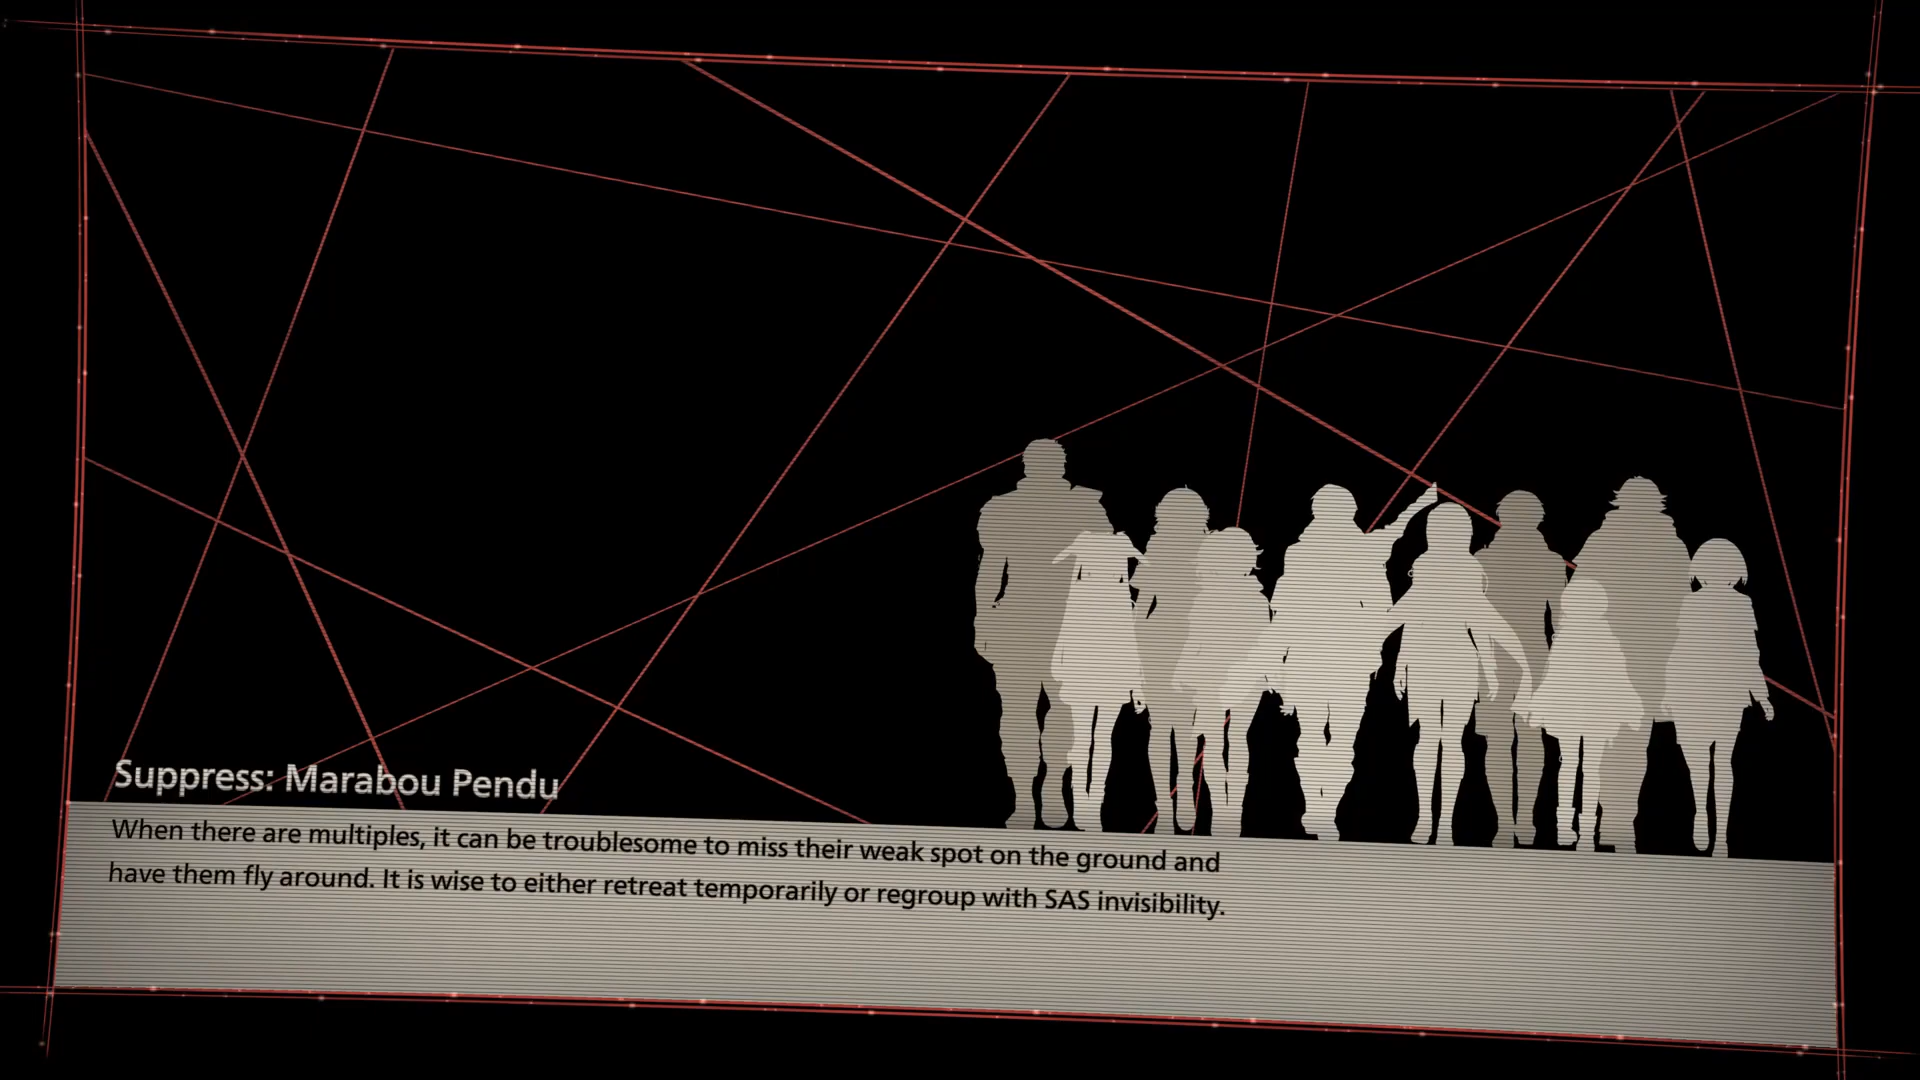 Suppress: Marabou Pendu
When there are multiples, it can be troublesome to miss their weak spot on the ground and
have them fly around. It is wise to either retreat temporarily or regroup with SAS invisibility.